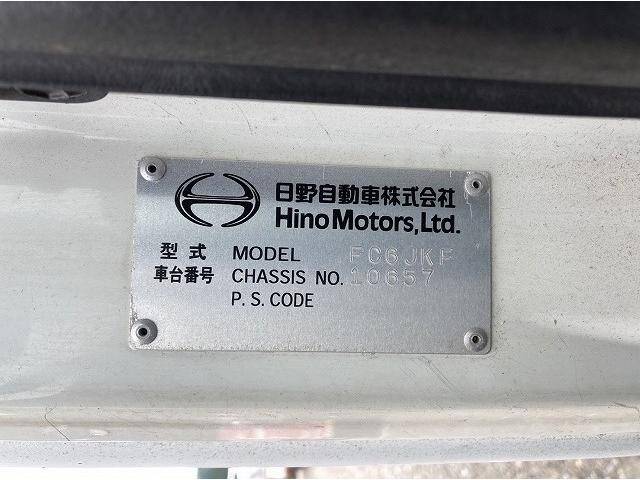 日野自動車株式会社
Hino Motors, Ltd.
型式 MODEL FC6JKF
車台番号 CHASSIS NO. 10657
P.S.CODE